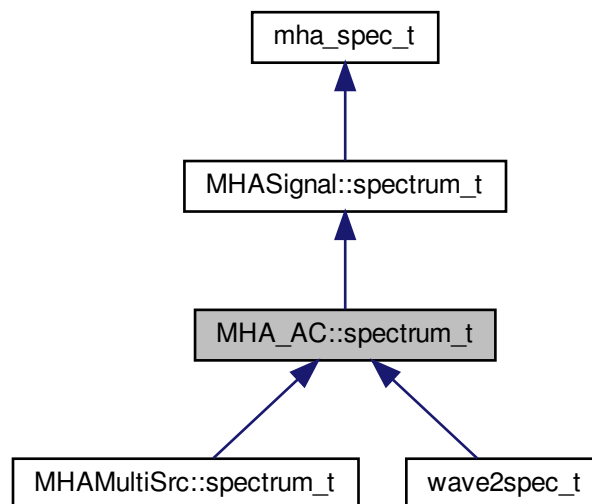 mha_spec_t
MHASignal::spectrum_t
MHA_AC::spectrum_t
MHAMultiSrc::spectrum_t
wave2spec_t